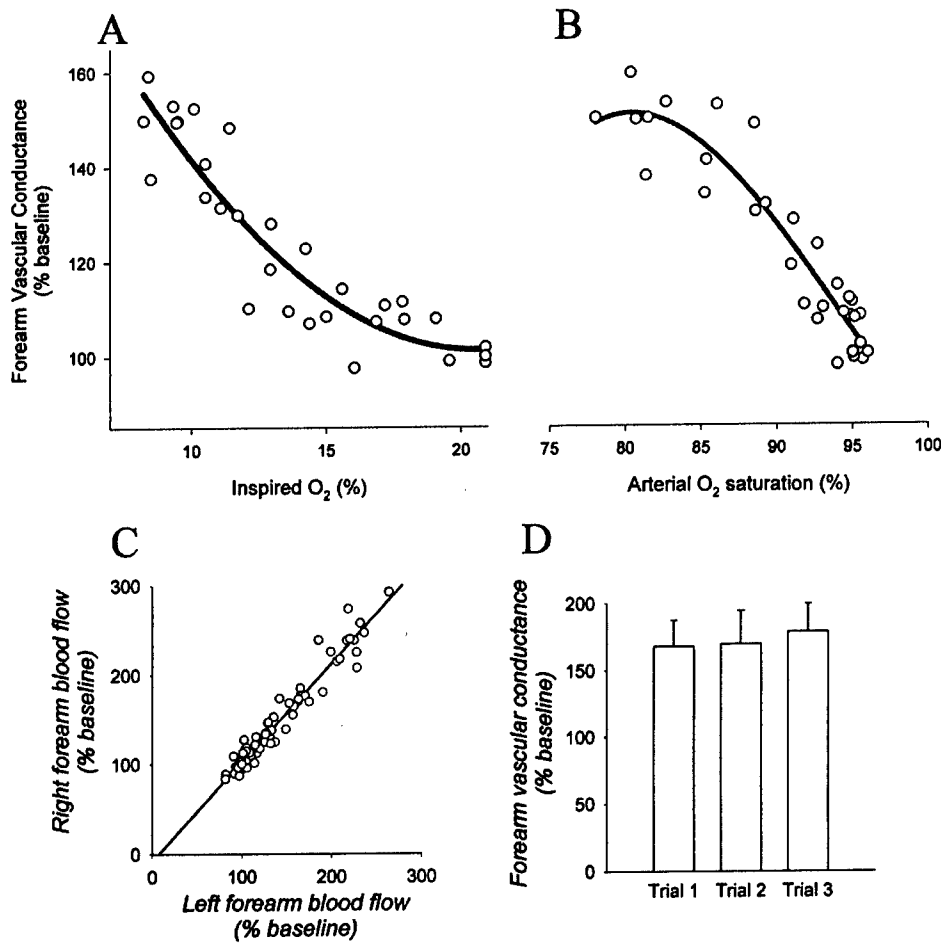 A
B
Forearm Vascular Conductance
(% baseline)
160
140
120
100
10
15
20
Inspired O₂ (%)
75
80
85
90
95
100
Arterial O₂ saturation (%)
C
D
Right forearm blood flow
(% baseline)
300
200
100
0
0
100
200
300
Left forearm blood flow
(% baseline)
Forearm vascular conductance
(% baseline)
200
150
100
50
0
Trial 1
Trial 2
Trial 3